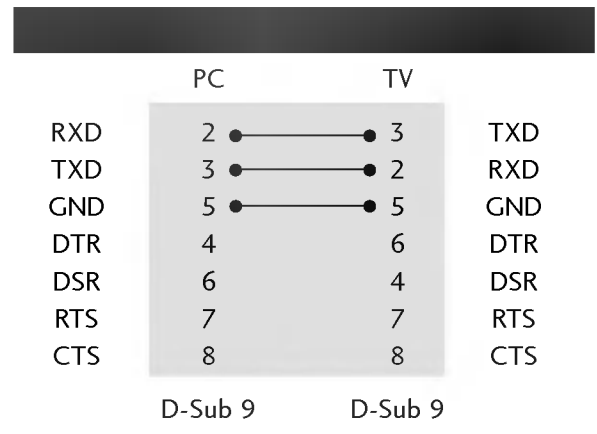 PC TV
RXD 2 3 TXD
TXD 3 2 RXD
GND 5 5 GND
DTR 4 6 DTR
DSR 6 4 DSR
RTS 7 7 RTS
CTS 8 8 CTS
D-Sub 9 D-Sub 9